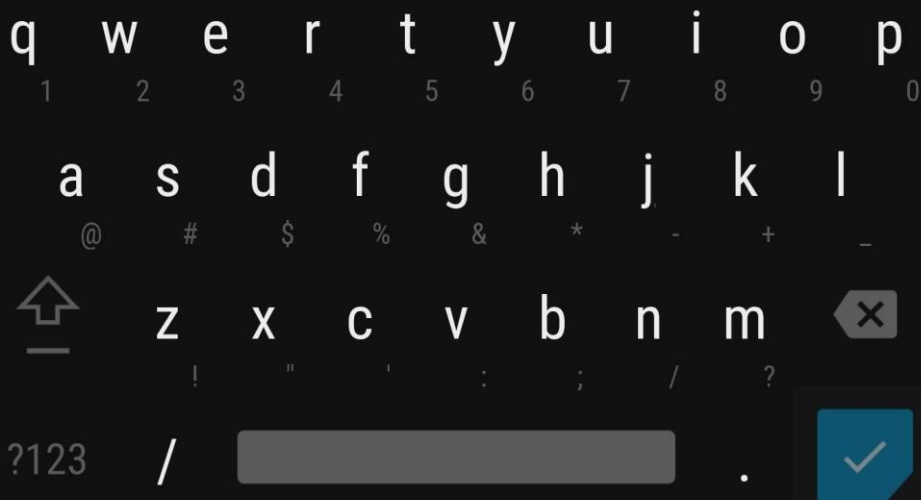 q w e r t y u i o p
1 2 3 4 5 6 7 8 9 0
a s d f g h j k l
@ # $ % & * - + _
z x c v b n m
! " ' : ; / ?
?123 / .